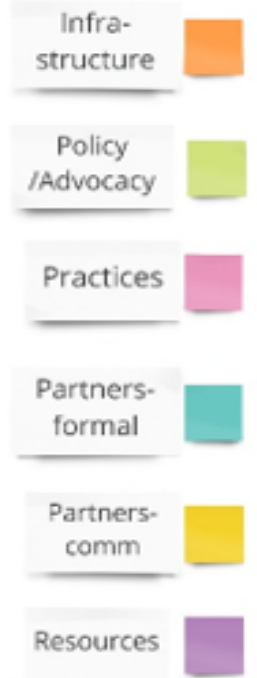 Infra-
structure
Policy
/Advocacy
Practices
Partners-
formal
Partners-
comm
Resources